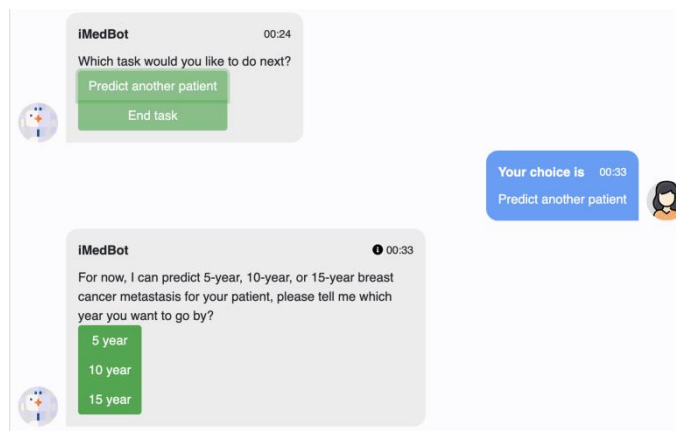 iMedBot 00:24
Which task would you like to do next?
Predict another patient
End task
Your choice is 00:33
Predict another patient
iMedBot 00:33
For now, I can predict 5-year, 10-year, or 15-year breast
cancer metastasis for your patient, please tell me which
year you want to go by?
5 year
10 year
15 year